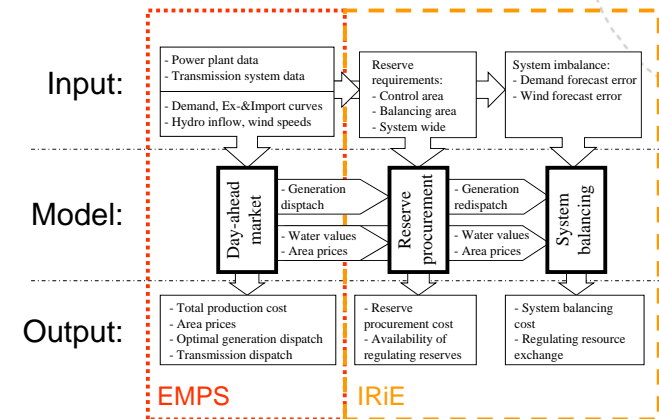 Input:
- Power plant data
- Transmission system data
- Demand, Ex-&Import curves
- Hydro inflow, wind speeds
Reserve
requirements:
- Control area
- Balancing area
- System wide
System imbalance:
- Demand forecast error
- Wind forecast error
Model:
Day-ahead
market
- Generation
disptach
- Water values
- Area prices
Reserve
procurement
- Generation
redispatch
- Water values
- Area prices
System
balancing
Output:
- Total production cost
- Area prices
- Optimal generation dispatch
- Transmission dispatch
- Reserve
procurement cost
- Availability of
regulating reserves
- System balancing
cost
- Regulating resource
exchange
EMPS
IRiE